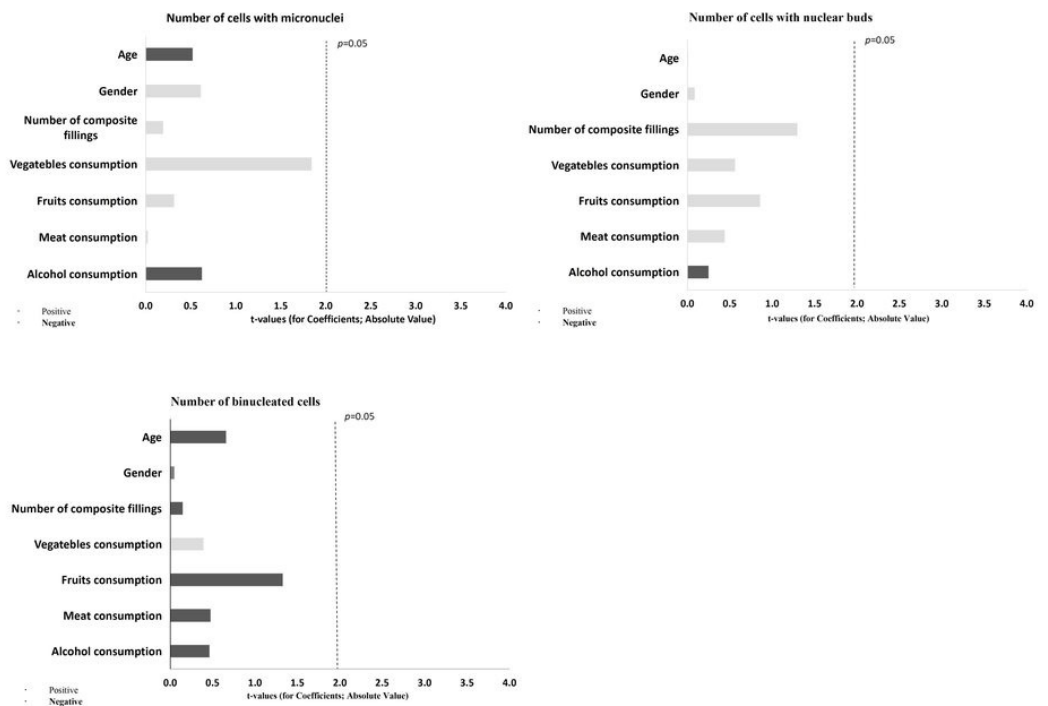 Number of cells with micronuclei
p=0.05
Age
Gender
Number of composite
fillings
Vegatebles consumption
Fruits consumption
Meat consumption
Alcohol consumption
0.0 0.5 1.0 1.5 2.0 2.5 3.0 3.5 4.0
t-values (for Coefficients; Absolute Value)
· Positive
· Negative
Number of cells with nuclear buds
p=0.05
Age
Gender
Number of composite fillings
Vegatebles consumption
Fruits consumption
Meat consumption
Alcohol consumption
0.0 0.5 1.0 1.5 2.0 2.5 3.0 3.5 4.0
t-values (for Coefficients; Absolute Value)
· Positive
· Negative
Number of binucleated cells
p=0.05
Age
Gender
Number of composite fillings
Vegatebles consumption
Fruits consumption
Meat consumption
Alcohol consumption
0.0 0.5 1.0 1.5 2.0 2.5 3.0 3.5 4.0
t-values (for Coefficients; Absolute Value)
· Positive
· Negative